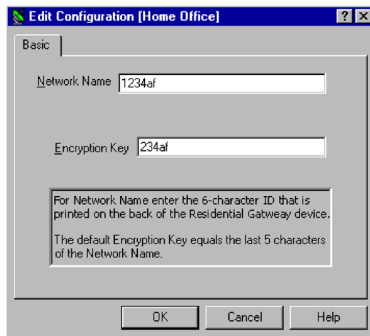 Edit Configuration [Home Office]
Basic
Network Name 1234af
Encryption Key 234af
For Network Name enter the 6-character ID that is
printed on the back of the Residential Gatweay device.
The default Encryption Key equals the last 5 characters
of the Network Name.
OK Cancel Help